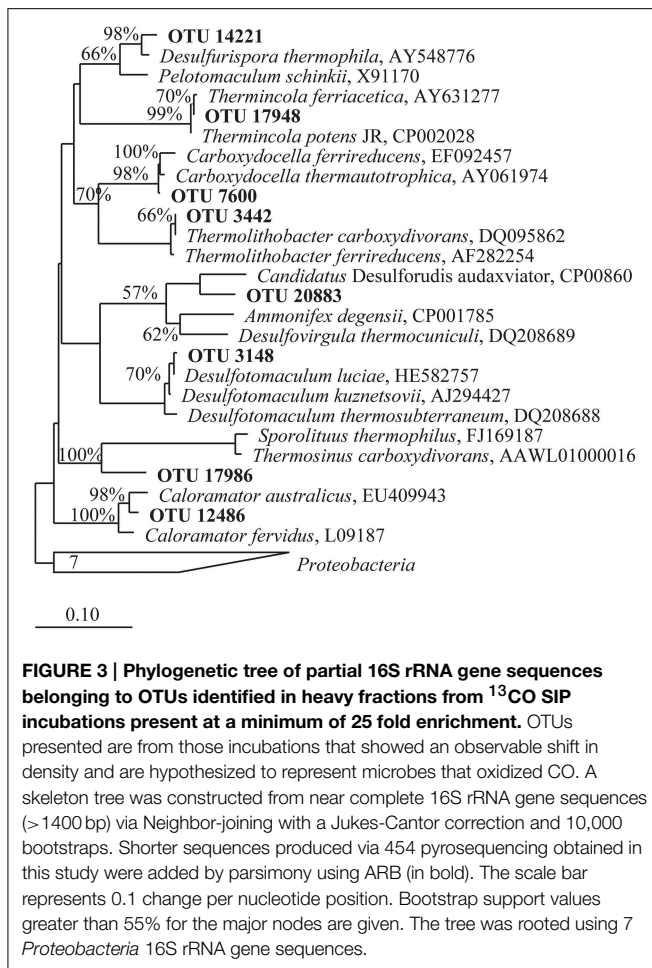 98%
OTU 14221
66%
Desulfurispora thermophila, AY548776
Pelotomaculum schinkii, X91170
70%
Thermincola ferriacetica, AY631277
99%
OTU 17948
Thermincola potens JR, CP002028
100%
Carboxydocella ferrireducens, EF092457
98%
Carboxydocella thermautotrophica, AY061974
70%
OTU 7600
66%
OTU 3442
Thermolithobacter carboxydivorans, DQ095862
Thermolithobacter ferrireducens, AF282254
Candidatus Desulforudis audaxviator, CP00860
57%
OTU 20883
Ammonifex degensii, CP001785
62%
Desulfovirgula thermocuniculi, DQ208689
OTU 3148
70%
Desulfotomaculum luciae, HE582757
Desulfotomaculum kuznetsovii, AJ294427
Desulfotomaculum thermosubterraneum, DQ208688
Sporolituus thermophilus, FJ169187
100%
Thermosinus carboxydivorans, AAWL01000016
OTU 17986
98%
Caloramator australicus, EU409943
100%
OTU 12486
Caloramator fervidus, L09187
7
Proteobacteria
0.10
FIGURE 3 | Phylogenetic tree of partial 16S rRNA gene sequences
belonging to OTUs identified in heavy fractions from ¹³CO SIP
incubations present at a minimum of 25 fold enrichment. OTUs
presented are from those incubations that showed an observable shift in
density and are hypothesized to represent microbes that oxidized CO. A
skeleton tree was constructed from near complete 16S rRNA gene sequences
(>1400 bp) via Neighbor-joining with a Jukes-Cantor correction and 10,000
bootstraps. Shorter sequences produced via 454 pyrosequencing obtained in
this study were added by parsimony using ARB (in bold). The scale bar
represents 0.1 change per nucleotide position. Bootstrap support values
greater than 55% for the major nodes are given. The tree was rooted using 7
Proteobacteria 16S rRNA gene sequences.